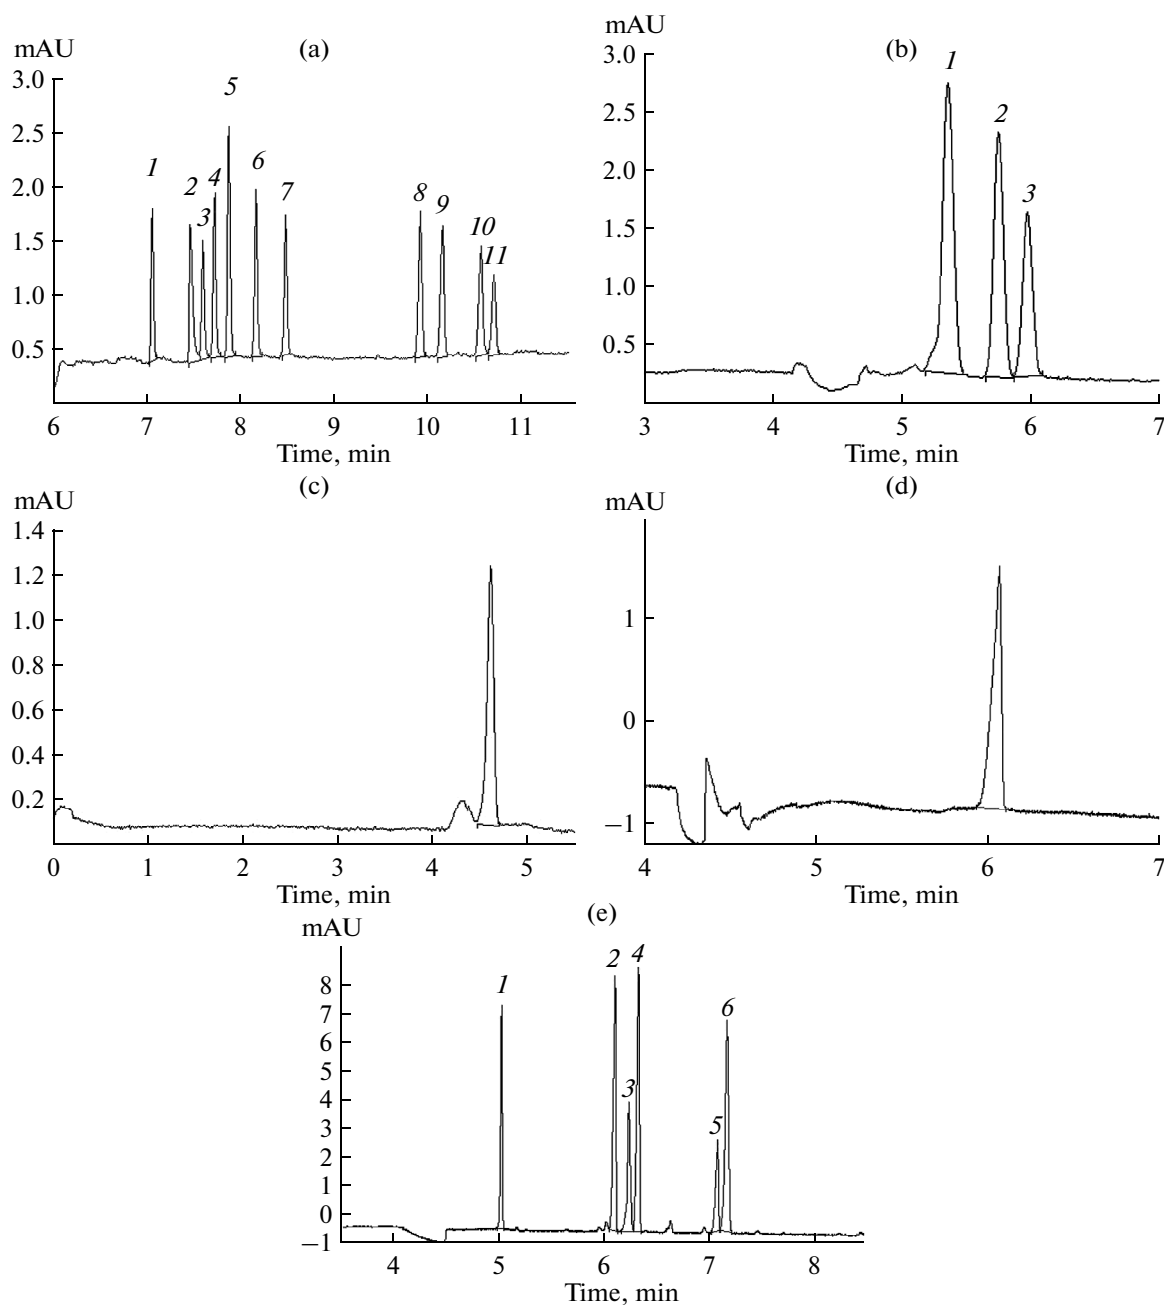 mAU (a)
3.0
2.5
2.0
1.5
1.0
0.5
1 2 3 4 5 6 7 8 9 10 11
6 7 8 9 10 11
Time, min
mAU (b)
3.0
2.5
2.0
1.5
1.0
0.5
1 2 3
3 4 5 6 7
Time, min
mAU (c)
1.4
1.2
1.0
0.8
0.6
0.4
0.2
0 1 2 3 4 5
Time, min
mAU (d)
1
0
−1
4 5 6 7
Time, min
mAU (e)
8
7
6
5
4
3
2
1
0
−1
1 2 3 4 5 6
4 5 6 7 8
Time, min